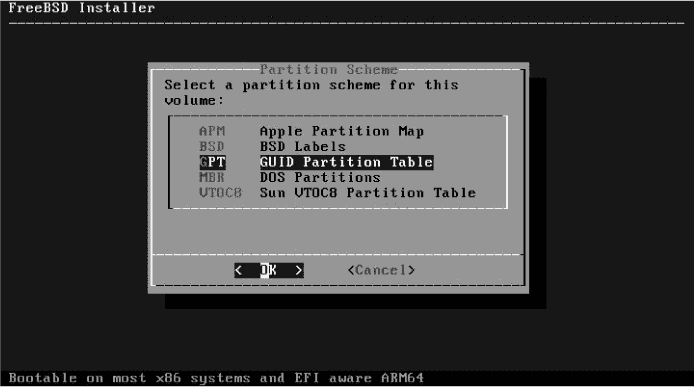 FreeBSD Installer
Partition Scheme
Select a partition scheme for this
volume:
APM Apple Partition Map
BSD BSD Labels
GPT GUID Partition Table
MBR DOS Partitions
VTOC8 Sun VTOC8 Partition Table
< OK > <Cancel>
Bootable on most x86 systems and EFI aware ARM64